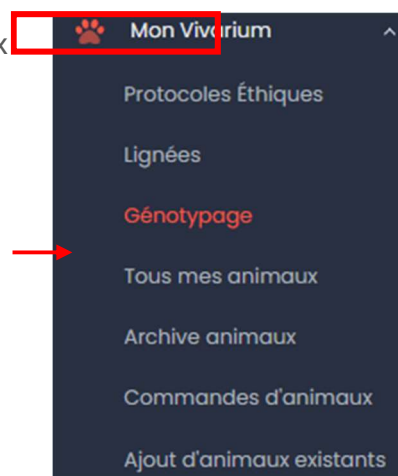 x
Mon Vivarium
Protocoles Éthiques
Lignées
Génotypage
Tous mes animaux
Archive animaux
Commandes d'animaux
Ajout d'animaux existants